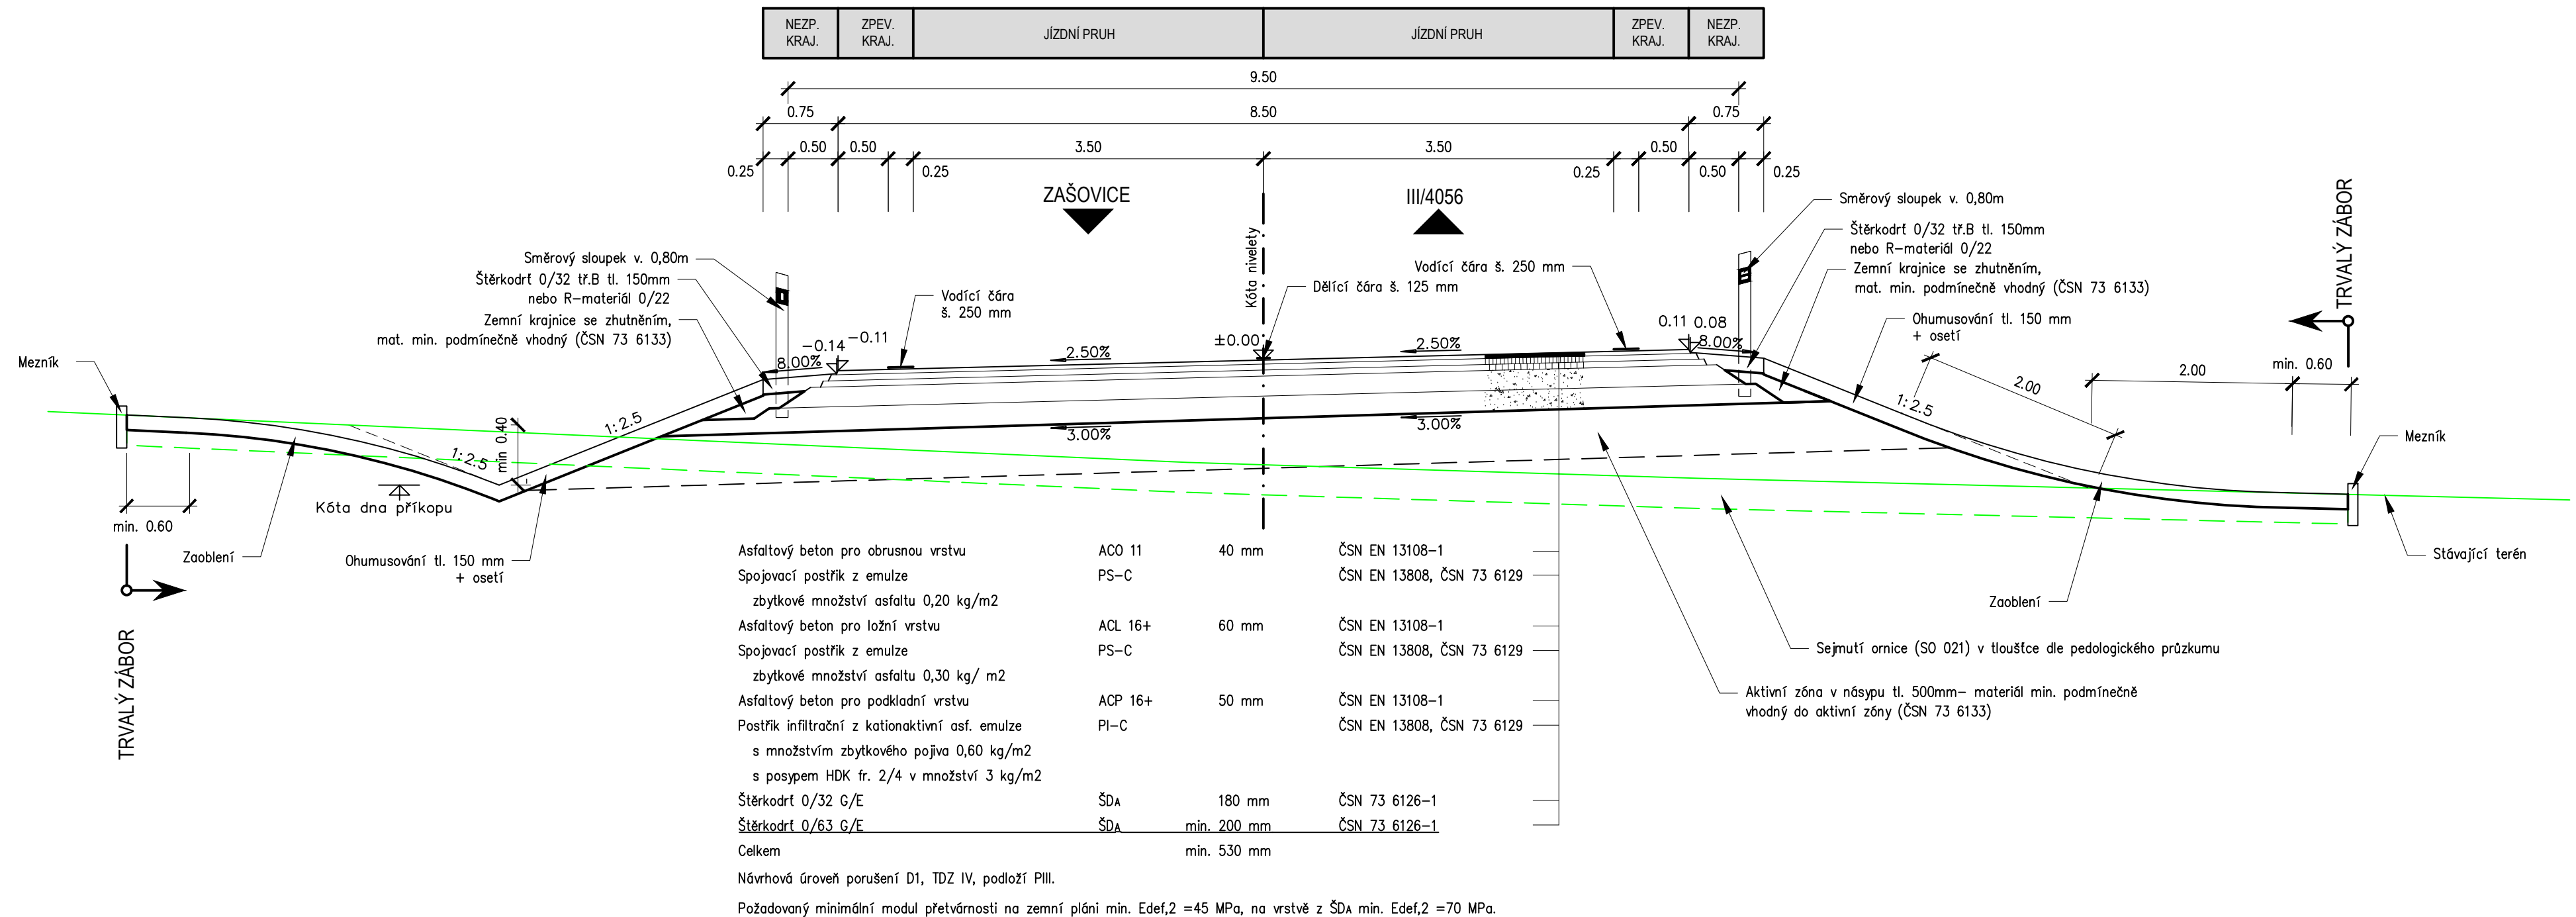 NEZP.
KRAJ.
ZPEV.
KRAJ.
JÍZDNÍ PRUH
JÍZDNÍ PRUH
ZPEV.
KRAJ.
NEZP.
KRAJ.
9.50
0.75
8.50
0.75
0.50
0.50
3.50
3.50
0.50
0.25
0.25
0.25
0.50
0.25
ZAŠOVICE
III/4056
Kóta nivelety
Směrový sloupek v. 0,80m
Štěrkodrť 0/32 tř.B tl. 150mm
nebo R-materiál 0/22
Zemní krajnice se zhutněním,
mat. min. podmínečně vhodný (ČSN 73 6133)
Vodící čára
š. 250 mm
Dělící čára š. 125 mm
Vodící čára š. 250 mm
Směrový sloupek v. 0,80m
Štěrkodrť 0/32 tř.B tl. 150mm
nebo R-materiál 0/22
Zemní krajnice se zhutněním,
mat. min. podmínečně vhodný (ČSN 73 6133)
Ohumusování tl. 150 mm
+ osetí
TRVALÝ ZÁBOR
Mezník
8.00%
-0.14
-0.11
2.50%
±0.00
2.50%
0.11
0.08
8.00%
3.00%
3.00%
1:2.5
min 0.40
1:2.5
1:2.5
2.00
2.00
min. 0.60
Mezník
Kóta dna příkopu
min. 0.60
Zaoblení
Ohumusování tl. 150 mm
+ osetí
TRVALÝ ZÁBOR
Stávající terén
Zaoblení
Sejmutí ornice (SO 021) v tloušťce dle pedologického průzkumu
Aktivní zóna v násypu tl. 500mm- materiál min. podmínečně
vhodný do aktivní zóny (ČSN 73 6133)
Asfaltový beton pro obrusnou vrstvu ACO 11 40 mm ČSN EN 13108-1
Spojovací postřik z emulze PS-C ČSN EN 13808, ČSN 73 6129
zbytkové množství asfaltu 0,20 kg/m2
Asfaltový beton pro ložní vrstvu ACL 16+ 60 mm ČSN EN 13108-1
Spojovací postřik z emulze PS-C ČSN EN 13808, ČSN 73 6129
zbytkové množství asfaltu 0,30 kg/ m2
Asfaltový beton pro podkladní vrstvu ACP 16+ 50 mm ČSN EN 13108-1
Postřik infiltrační z kationaktivní asf. emulze PI-C ČSN EN 13808, ČSN 73 6129
s množstvím zbytkového pojiva 0,60 kg/m2
s posypem HDK fr. 2/4 v množství 3 kg/m2
Štěrkodrť 0/32 G/E ŠDA 180 mm ČSN 73 6126-1
Štěrkodrť 0/63 G/E ŠDA min. 200 mm ČSN 73 6126-1
Celkem min. 530 mm
Návrhová úroveň porušení D1, TDZ IV, podloží PIII.
Požadovaný minimální modul přetvárnosti na zemní pláni min. Edef,2 =45 MPa, na vrstvě z ŠDA min. Edef,2 =70 MPa.